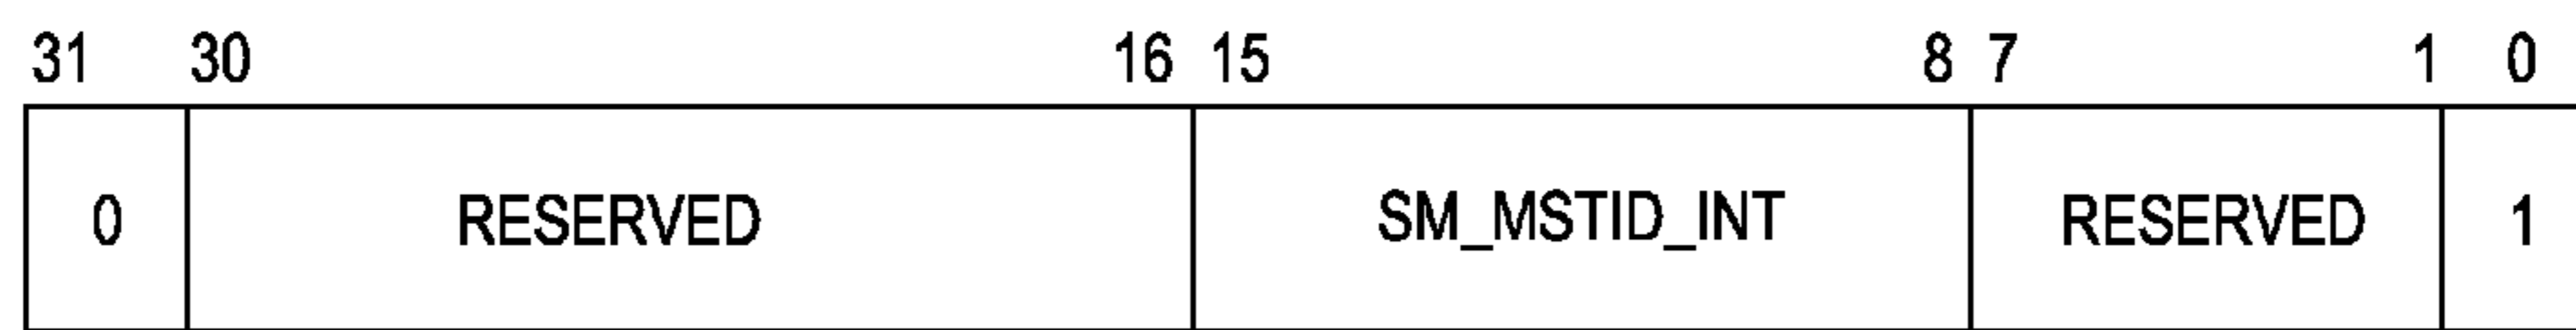 31 30 16 15 8 7 1 0
0 RESERVED SM_MSTID_INT RESERVED 1